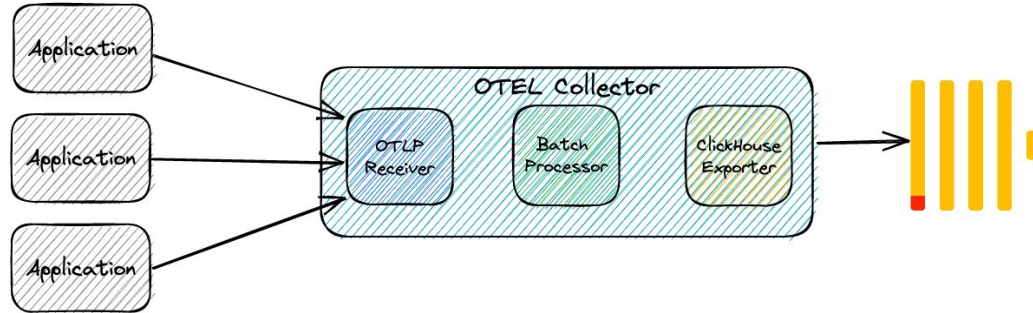 Application
Application
Application
OTEL Collector
OTLP
Receiver
Batch
Processor
ClickHouse
Exporter